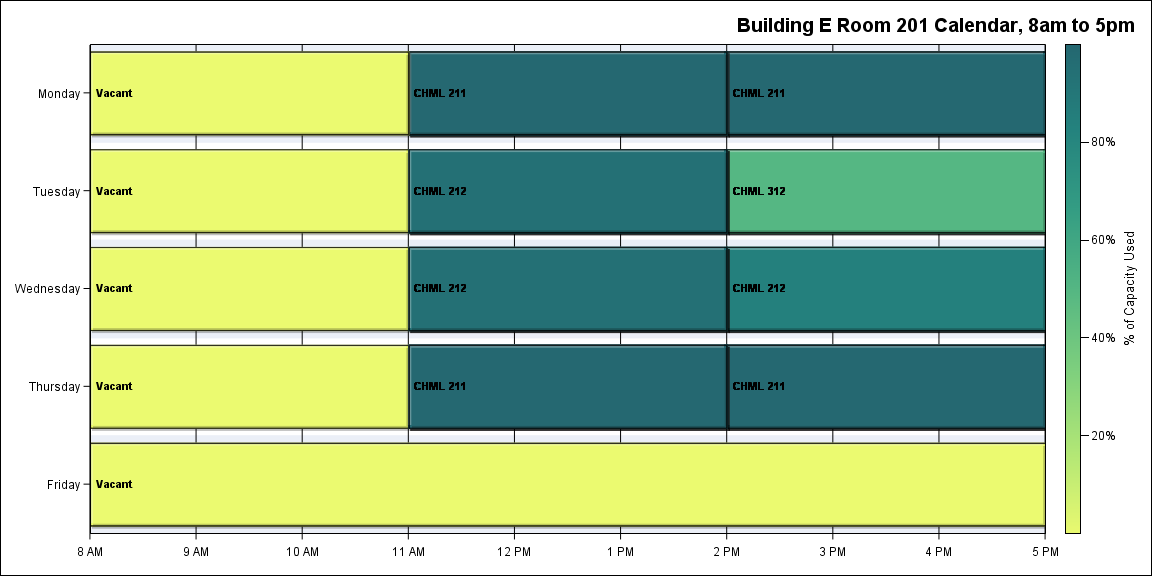 Building E Room 201 Calendar, 8am to 5pm
Monday
Vacant
CHML 211
CHML 211
Tuesday
Vacant
CHML 212
CHML 312
Wednesday
Vacant
CHML 212
CHML 212
Thursday
Vacant
CHML 211
CHML 211
Friday
Vacant
8 AM
9 AM
10 AM
11 AM
12 PM
1 PM
2 PM
3 PM
4 PM
5 PM
80%
60%
40%
20%
% of Capacity Used